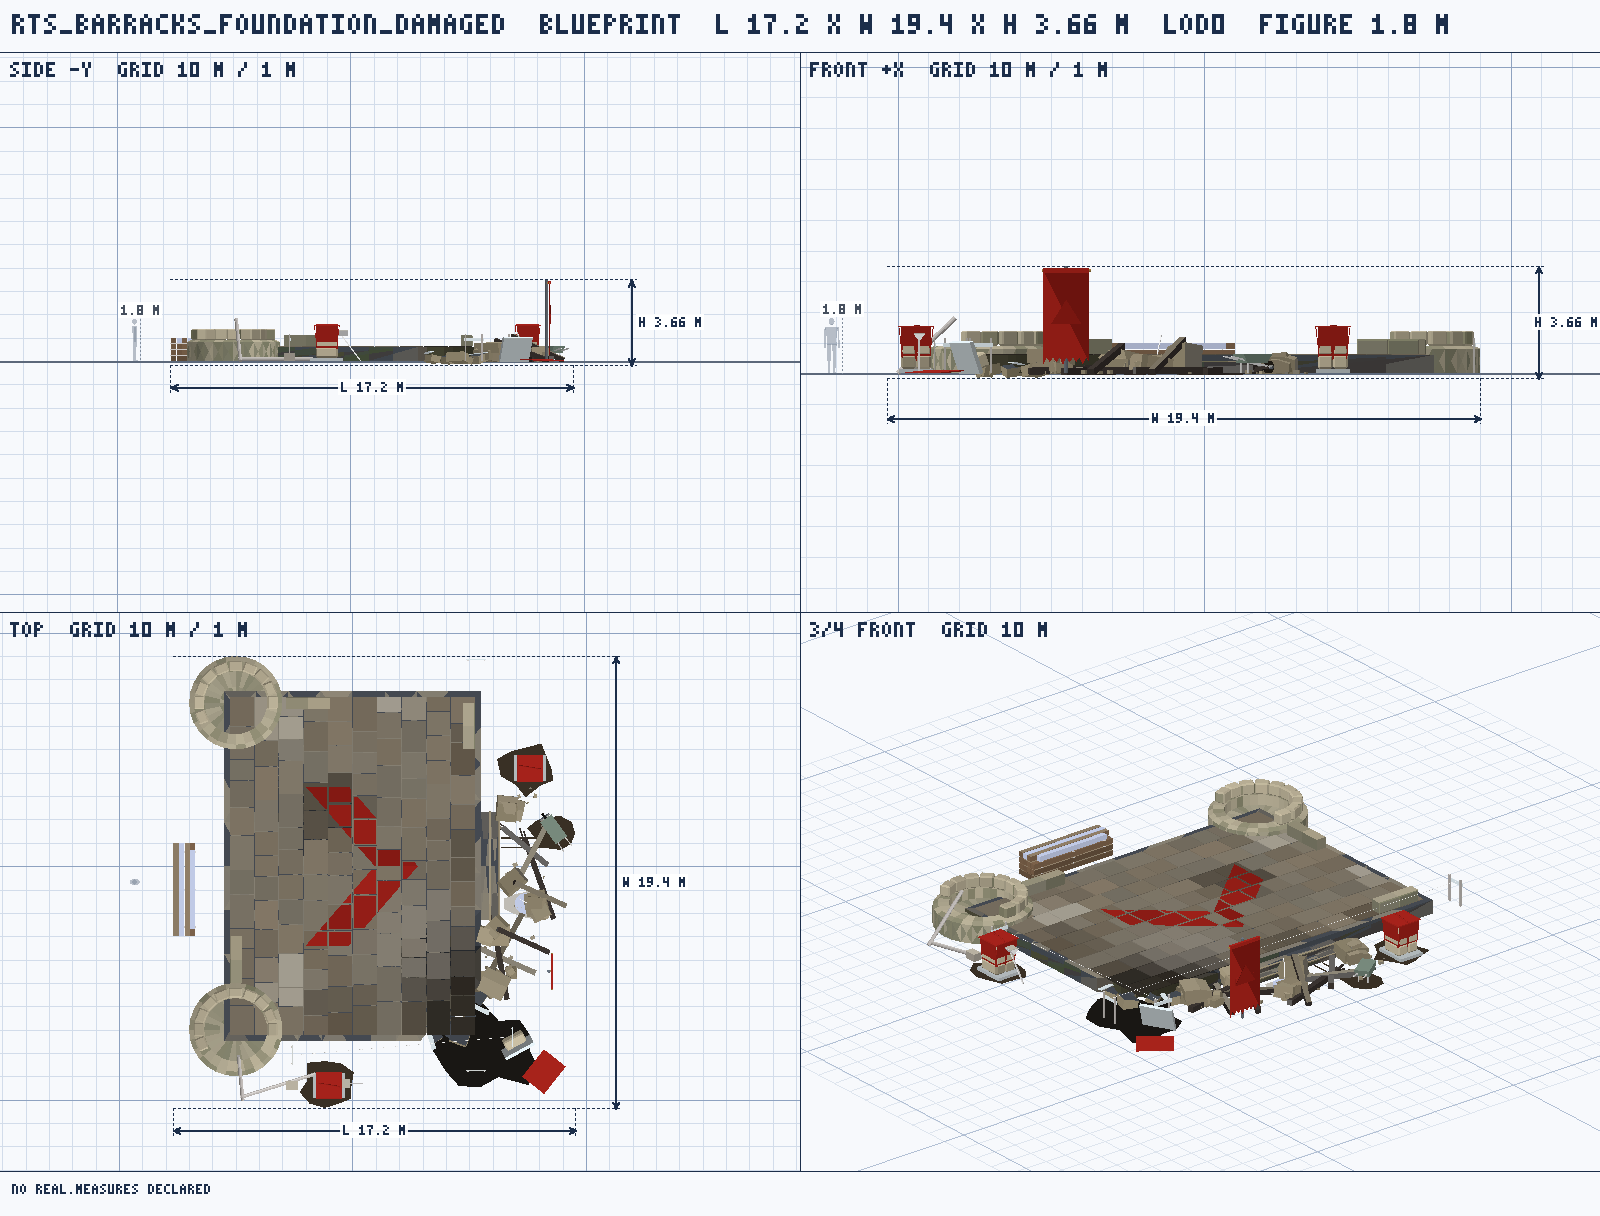 RTS_BARRACKS_FOUNDATION_DAMAGED BLUEPRINT L 17.2 X W 19.4 X H 3.66 M LOD0 FIGURE 1.8 M
SIDE -Y GRID 10 M / 1 M
1.8 M
H 3.66 M
L 17.2 M
FRONT +X GRID 10 M / 1 M
1.8 M
H 3.66 M
W 19.4 M
TOP GRID 10 M / 1 M
W 19.4 M
L 17.2 M
3/4 FRONT GRID 10 M
NO REAL.MEASURES DECLARED